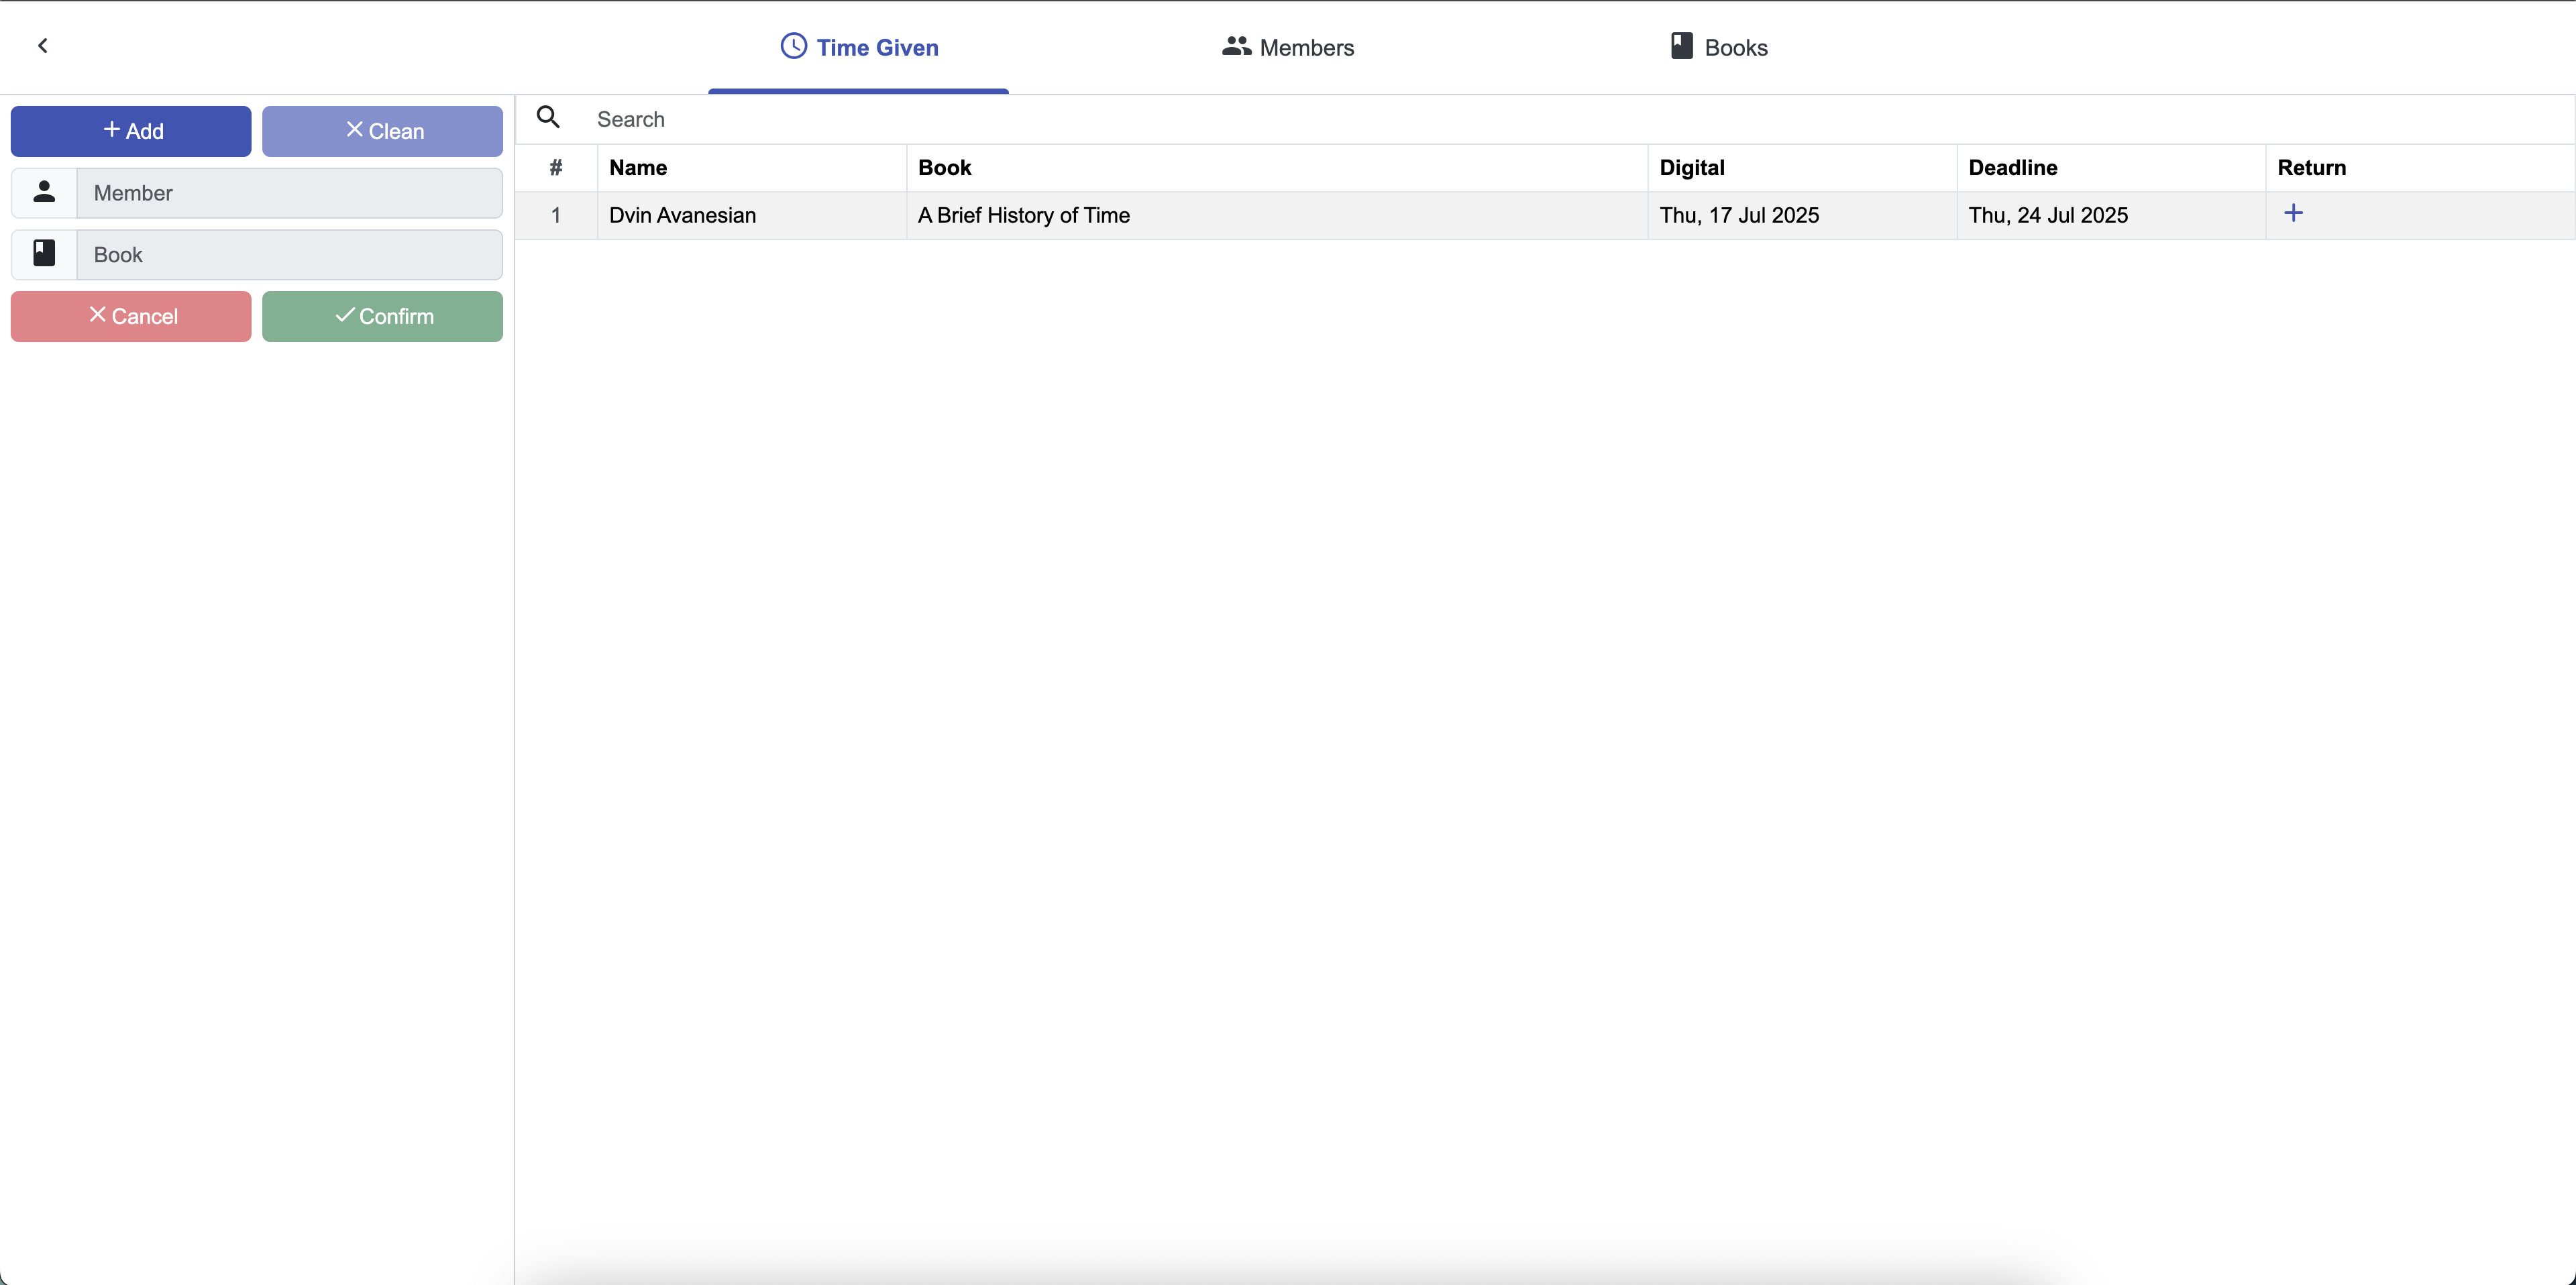 Time Given Members Books
Add Clean
Member
Book
Cancel Confirm
Search
# Name Book Digital Deadline Return
1 Dvin Avanesian A Brief History of Time Thu, 17 Jul 2025 Thu, 24 Jul 2025 +